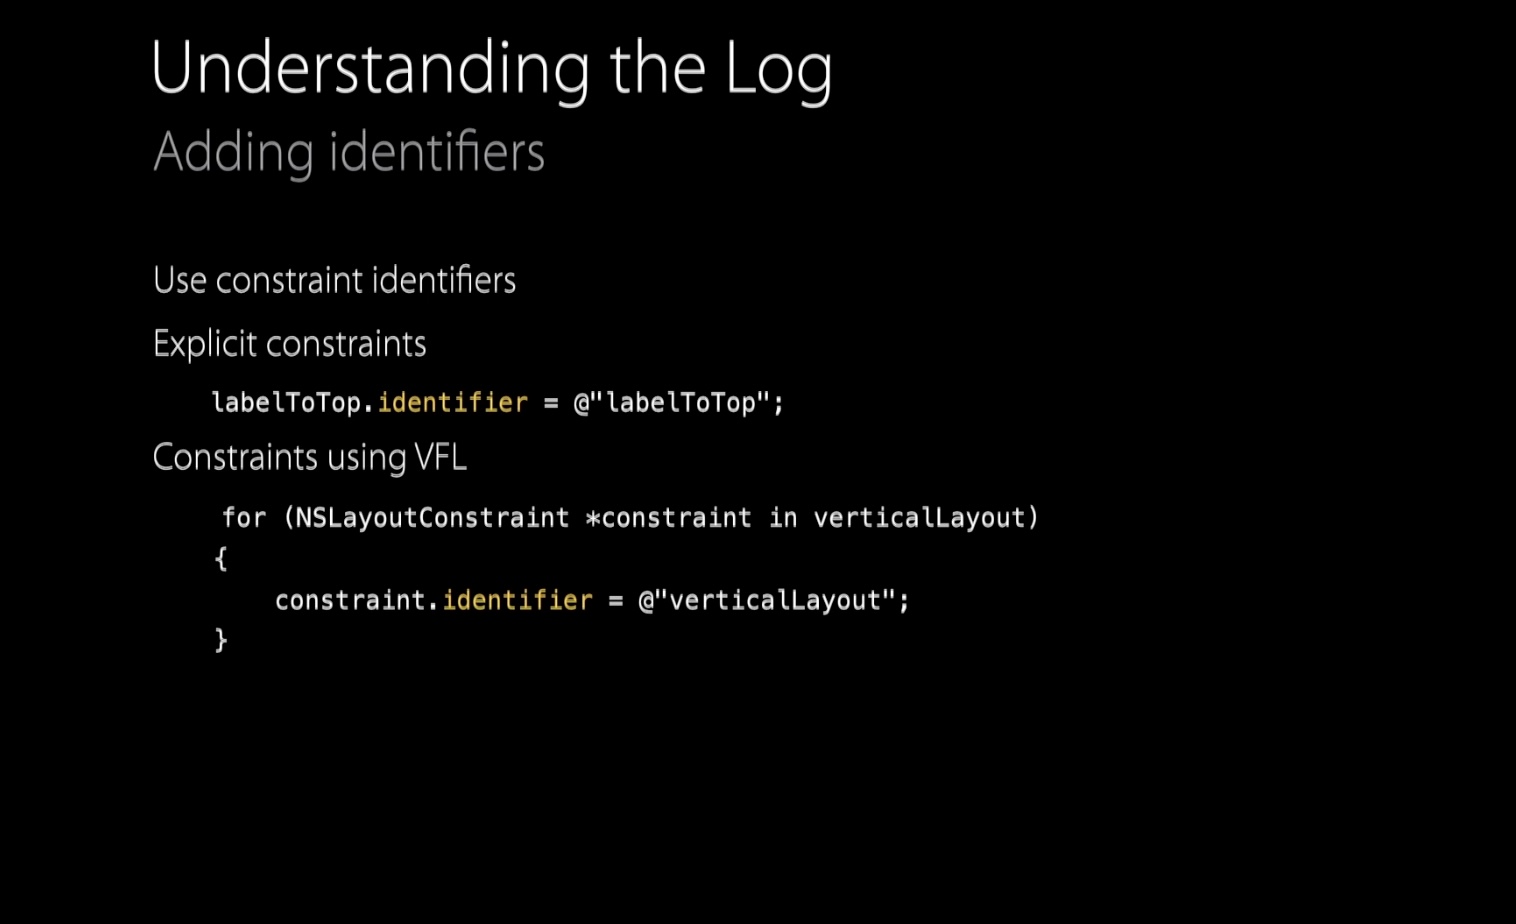 Understanding the Log
Adding identifiers
Use constraint identifiers
Explicit constraints
labelToTop.identifier = @"labelToTop";
Constraints using VFL
for (NSLayoutConstraint *constraint in verticalLayout)
{
constraint.identifier = @"verticalLayout";
}